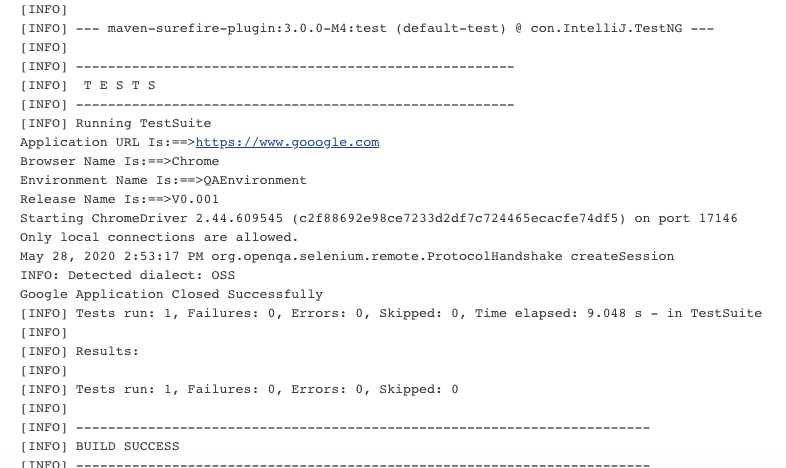 [INFO]
[INFO] --- maven-surefire-plugin:3.0.0-M4:test (default-test) @ con.IntelliJ.TestNG ---
[INFO]
[INFO] -------------------------------------------------------
[INFO]  T E S T S
[INFO] -------------------------------------------------------
[INFO] Running TestSuite
Application URL Is:==>https://www.gooogle.com
Browser Name Is:==>Chrome
Environment Name Is:==>QAEnvironment
Release Name Is:==>V0.001
Starting ChromeDriver 2.44.609545 (c2f88692e98ce7233d2df7c724465ecacfe74df5) on port 17146
Only local connections are allowed.
May 28, 2020 2:53:17 PM org.openqa.selenium.remote.ProtocolHandshake createSession
INFO: Detected dialect: OSS
Google Application Closed Successfully
[INFO] Tests run: 1, Failures: 0, Errors: 0, Skipped: 0, Time elapsed: 9.048 s - in TestSuite
[INFO]
[INFO] Results:
[INFO]
[INFO] Tests run: 1, Failures: 0, Errors: 0, Skipped: 0
[INFO]
[INFO] ------------------------------------------------------------------------
[INFO] BUILD SUCCESS
[INFO] ------------------------------------------------------------------------